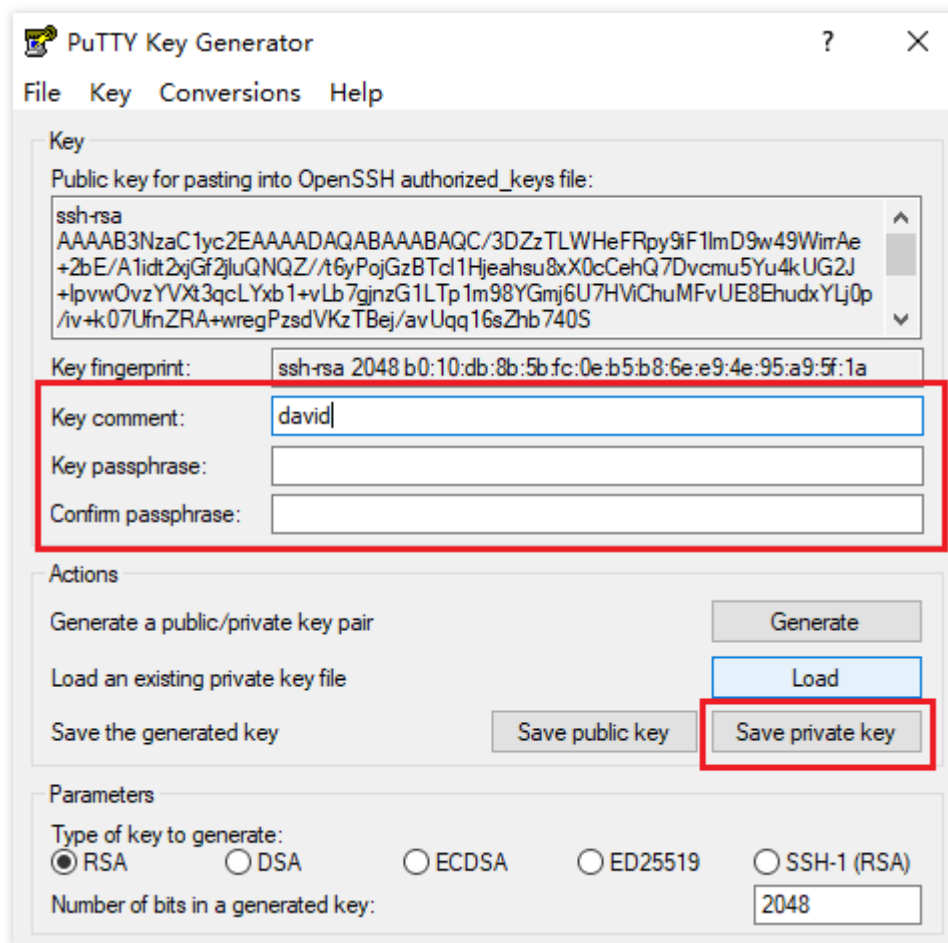 PuTTY Key Generator
?
File Key Conversions Help
Key
Public key for pasting into OpenSSH authorized_keys file:
ssh-rsa
AAAAB3NzaC1yc2EAAAADAQABAAABAQC/3DZzTLWHeFRpy9iF1lmD9w49WirrAe
+2bE/A1idt2xjGf2jluQNQZ//t6yPojGzBTcl1Hjeahsu8xX0cCehQ7Dvcmu5Yu4kUG2J
+lpvwOvzYVXt3qcLYxb1+vLb7gjnzG1LTp1m98YGmj6U7HViChuMFvUE8EhudxYLj0p
/iv+k07UfnZRA+wregPzsdVKzTBej/avUqq16sZhb740S
Key fingerprint: ssh-rsa 2048 b0:10:db:8b:5b:fc:0e:b5:b8:6e:e9:4e:95:a9:5f:1a
Key comment: david
Key passphrase:
Confirm passphrase:
Actions
Generate a public/private key pair Generate
Load an existing private key file Load
Save the generated key Save public key Save private key
Parameters
Type of key to generate:
RSA DSA ECDSA ED25519 SSH-1 (RSA)
Number of bits in a generated key: 2048